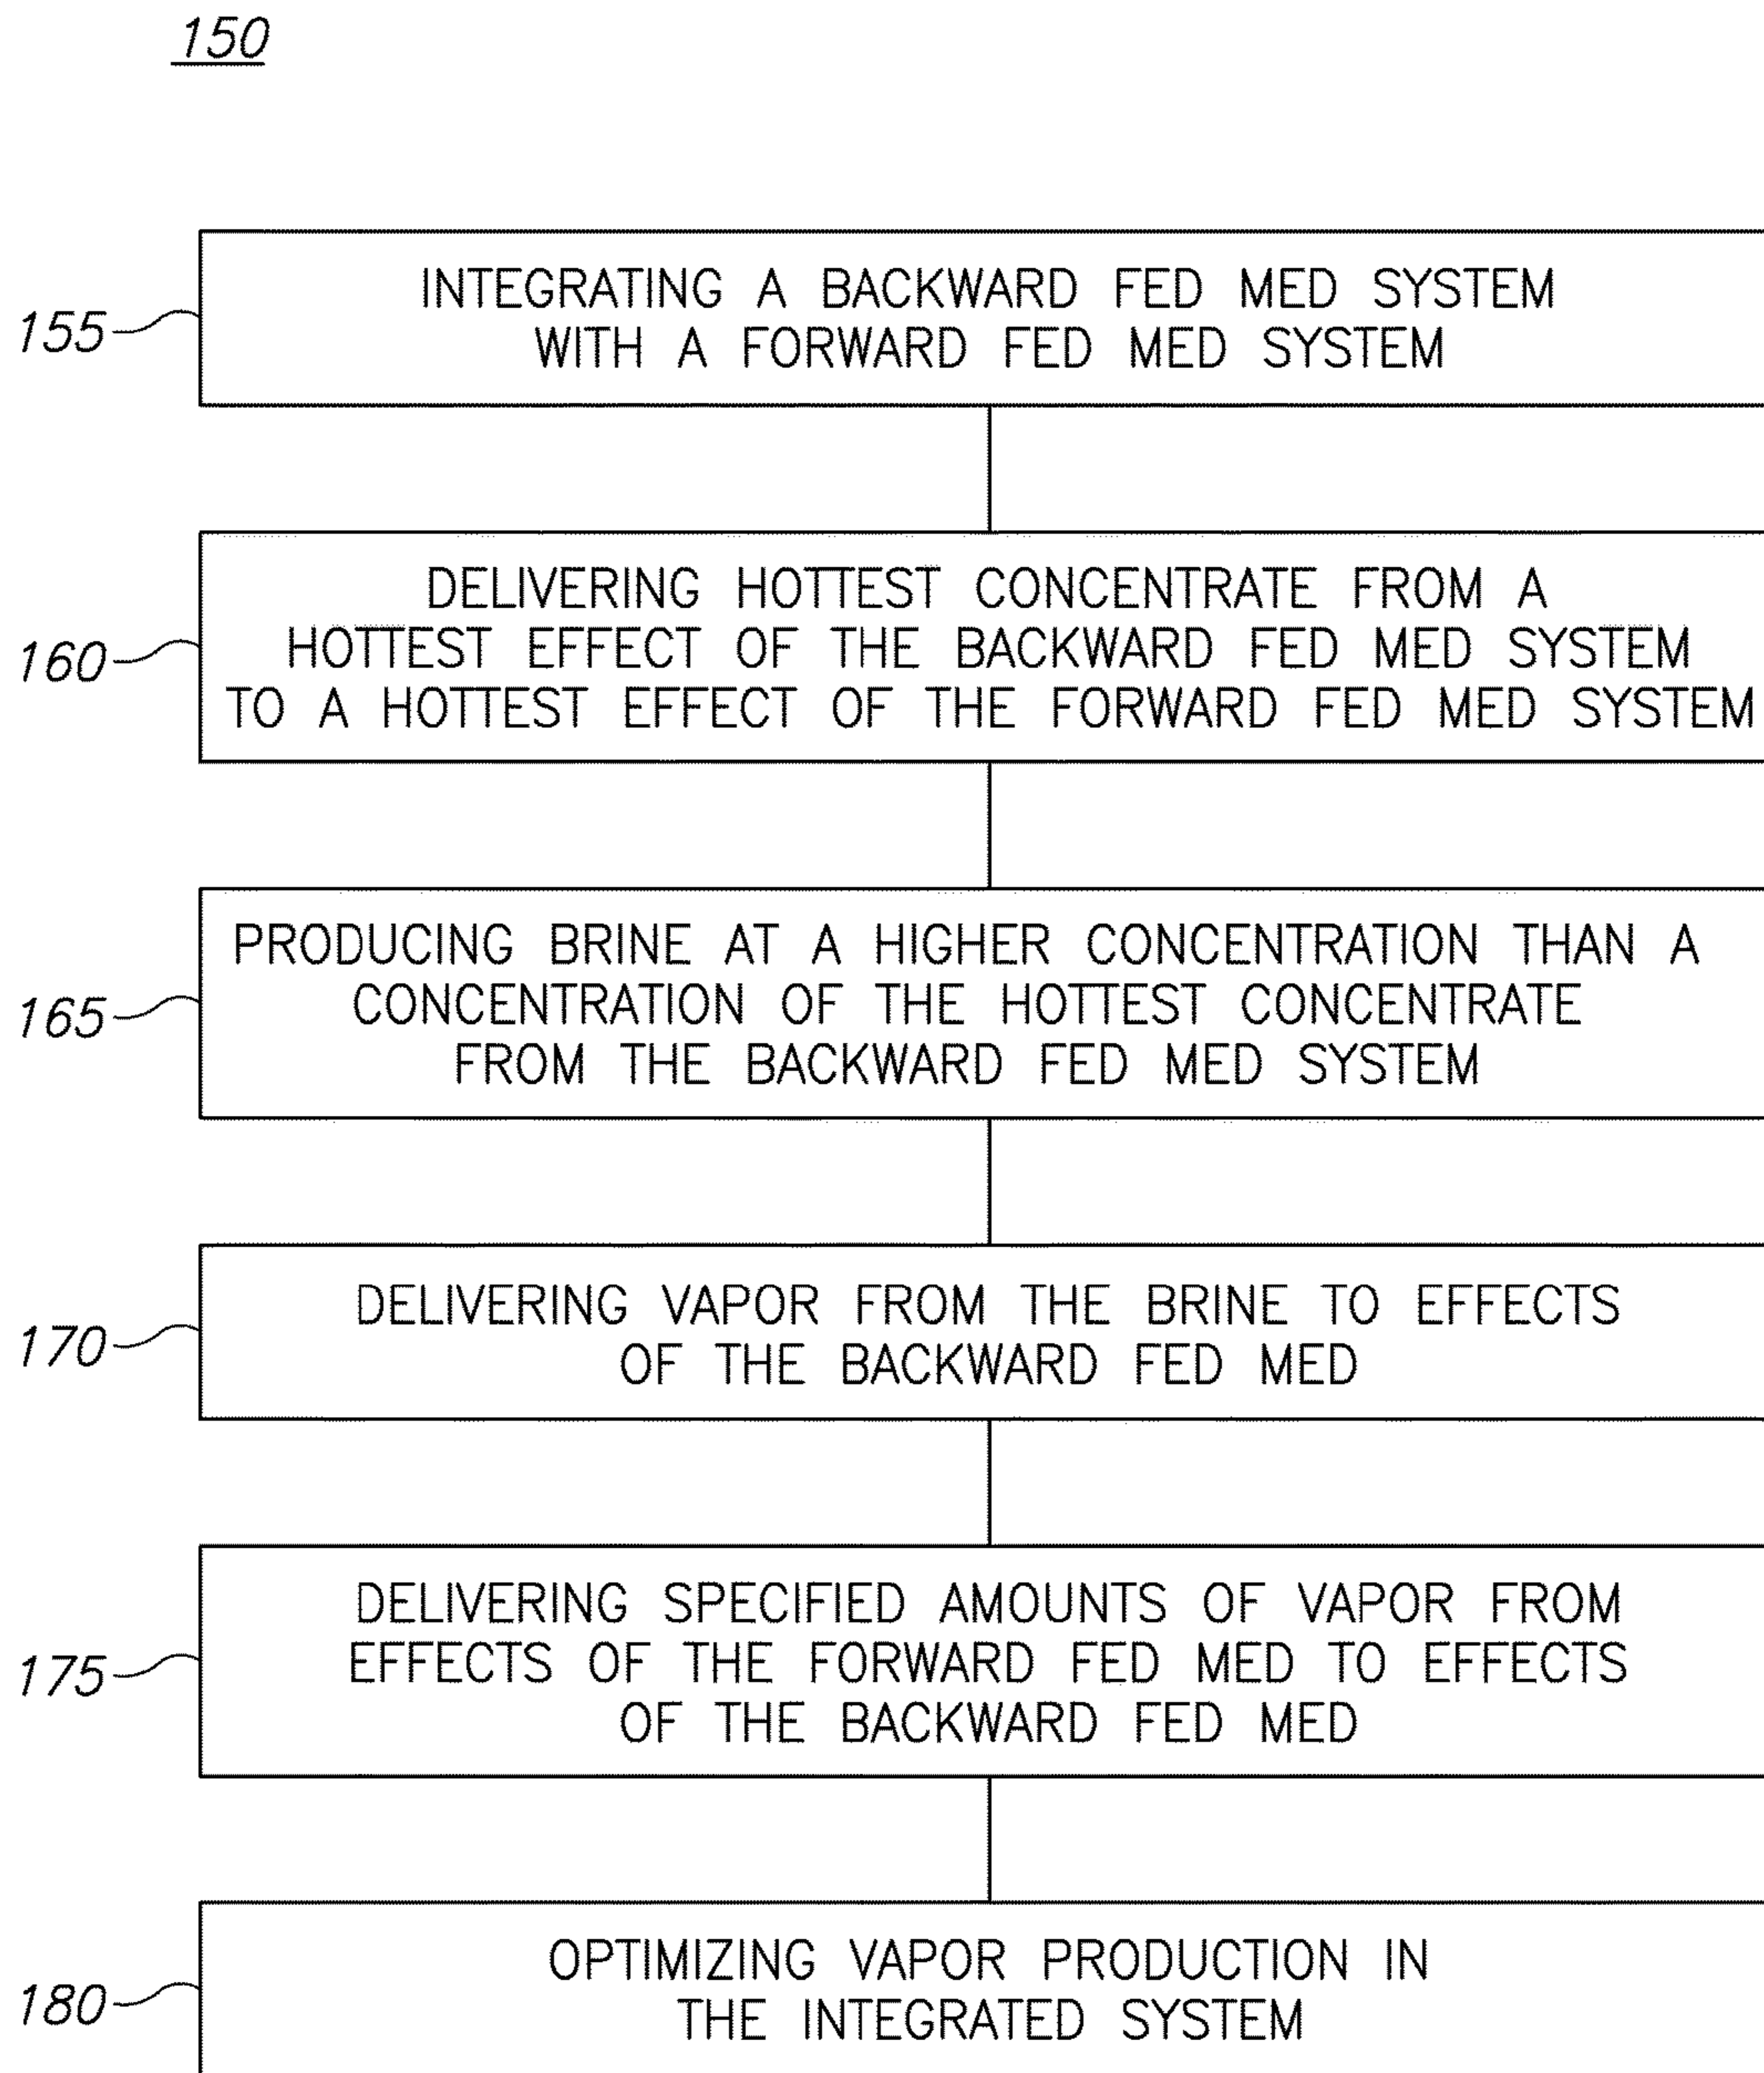 150
155
INTEGRATING A BACKWARD FED MED SYSTEM
WITH A FORWARD FED MED SYSTEM
160
DELIVERING HOTTEST CONCENTRATE FROM A
HOTTEST EFFECT OF THE BACKWARD FED MED SYSTEM
TO A HOTTEST EFFECT OF THE FORWARD FED MED SYSTEM
165
PRODUCING BRINE AT A HIGHER CONCENTRATION THAN A
CONCENTRATION OF THE HOTTEST CONCENTRATE
FROM THE BACKWARD FED MED SYSTEM
170
DELIVERING VAPOR FROM THE BRINE TO EFFECTS
OF THE BACKWARD FED MED
175
DELIVERING SPECIFIED AMOUNTS OF VAPOR FROM
EFFECTS OF THE FORWARD FED MED TO EFFECTS
OF THE BACKWARD FED MED
180
OPTIMIZING VAPOR PRODUCTION IN
THE INTEGRATED SYSTEM